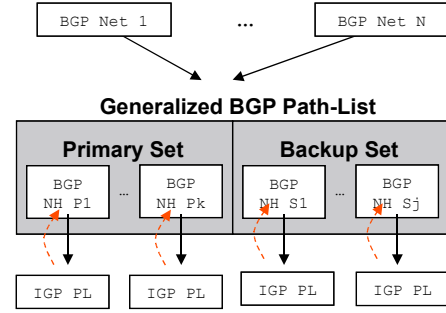 BGP Net 1 ... BGP Net N
Generalized BGP Path-List
Primary Set Backup Set
BGP ... BGP BGP ... BGP
NH P1 NH Pk NH S1 NH Sj
IGP PL IGP PL IGP PL IGP PL